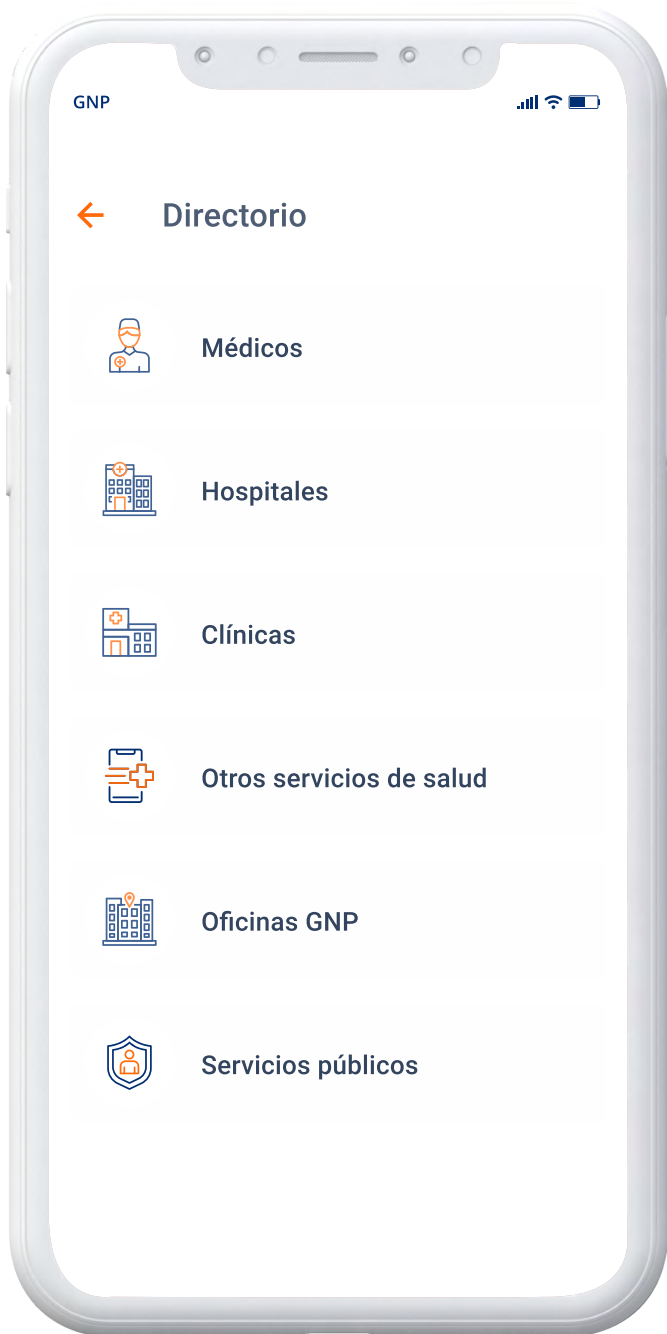 GNP
Directorio
Médicos
Hospitales
Clínicas
Otros servicios de salud
Oficinas GNP
Servicios públicos